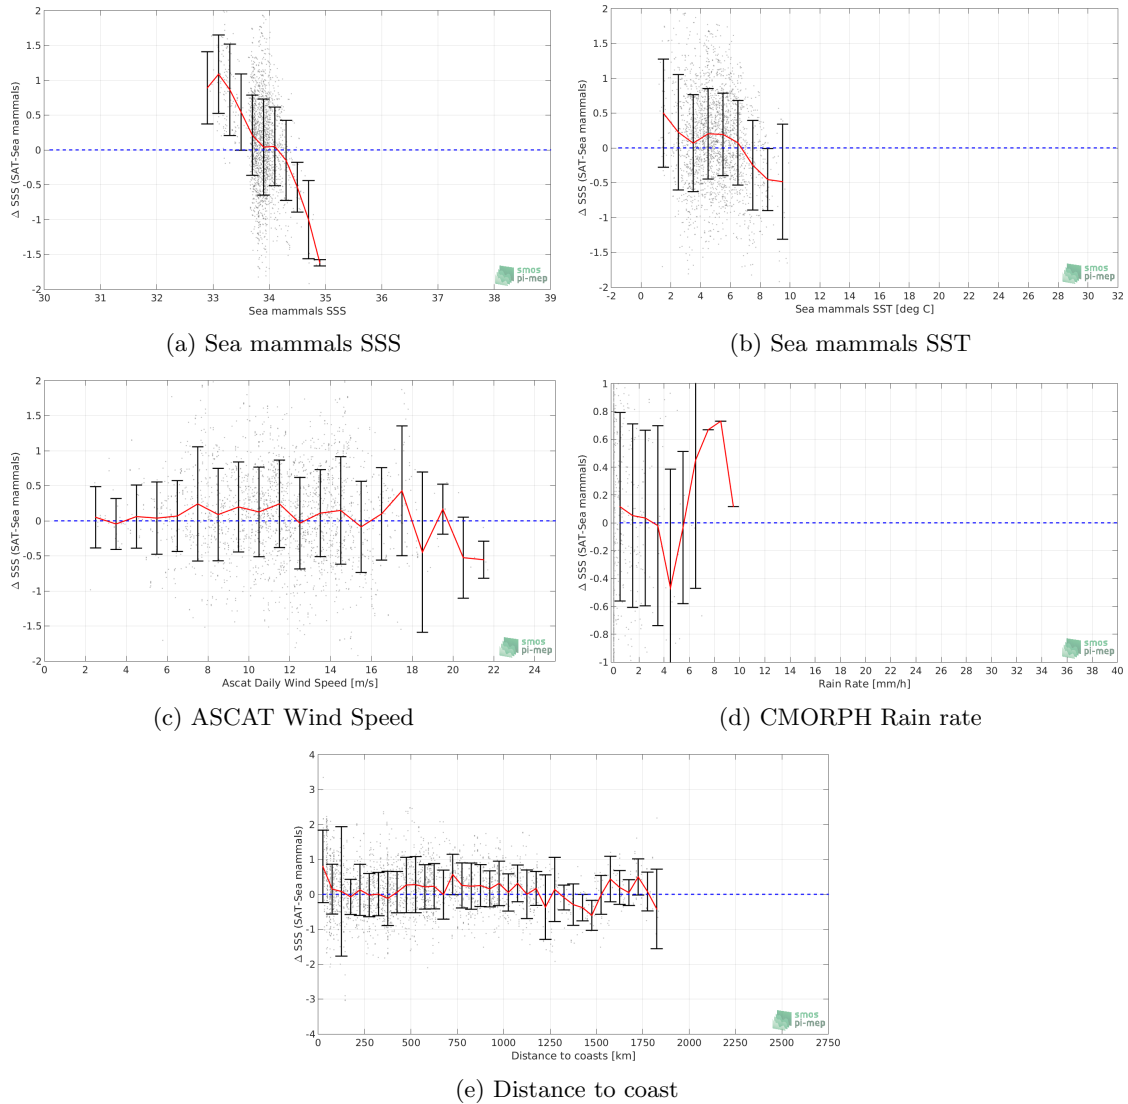 2
1.5
1
0.5
0
-0.5
-1
-1.5
-2
Δ SSS (SAT-Sea mammals)
30 31 32 33 34 35 36 37 38 39
Sea mammals SSS
smos
pi-mep
(a) Sea mammals SSS
2
1.5
1
0.5
0
-0.5
-1
-1.5
-2
Δ SSS (SAT-Sea mammals)
-2 0 2 4 6 8 10 12 14 16 18 20 22 24 26 28 30 32
Sea mammals SST [deg C]
smos
pi-mep
(b) Sea mammals SST
2
1.5
1
0.5
0
-0.5
-1
-1.5
-2
Δ SSS (SAT-Sea mammals)
0 2 4 6 8 10 12 14 16 18 20 22 24
Ascat Daily Wind Speed [m/s]
smos
pi-mep
(c) ASCAT Wind Speed
1
0.8
0.6
0.4
0.2
0
-0.2
-0.4
-0.6
-0.8
-1
Δ SSS (SAT-Sea mammals)
0 2 4 6 8 10 12 14 16 18 20 22 24 26 28 30 32 34 36 38 40
Rain Rate [mm/h]
smos
pi-mep
(d) CMORPH Rain rate
4
3
2
1
0
-1
-2
-3
-4
Δ SSS (SAT-Sea mammals)
0 250 500 750 1000 1250 1500 1750 2000 2250 2500 2750
Distance to coasts [km]
smos
pi-mep
(e) Distance to coast